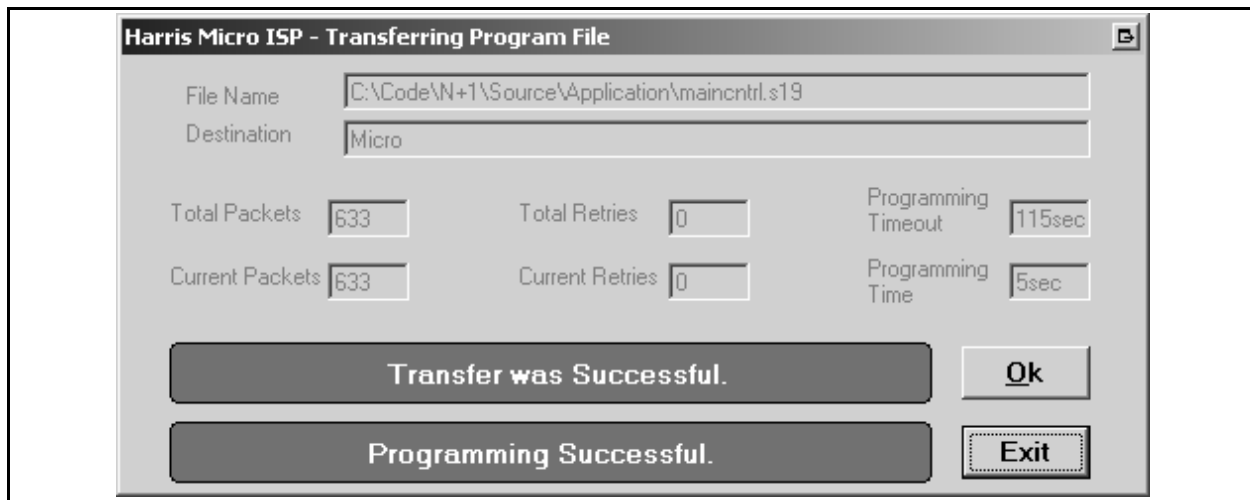 Harris Micro ISP - Transferring Program File
File Name C:\Code\N+1\Source\Application\maincntrl.s19
Destination Micro
Total Packets 633 Total Retries 0 Programming Timeout 115sec
Current Packets 633 Current Retries 0 Programming Time 5sec
Transfer was Successful. Ok
Programming Successful. Exit